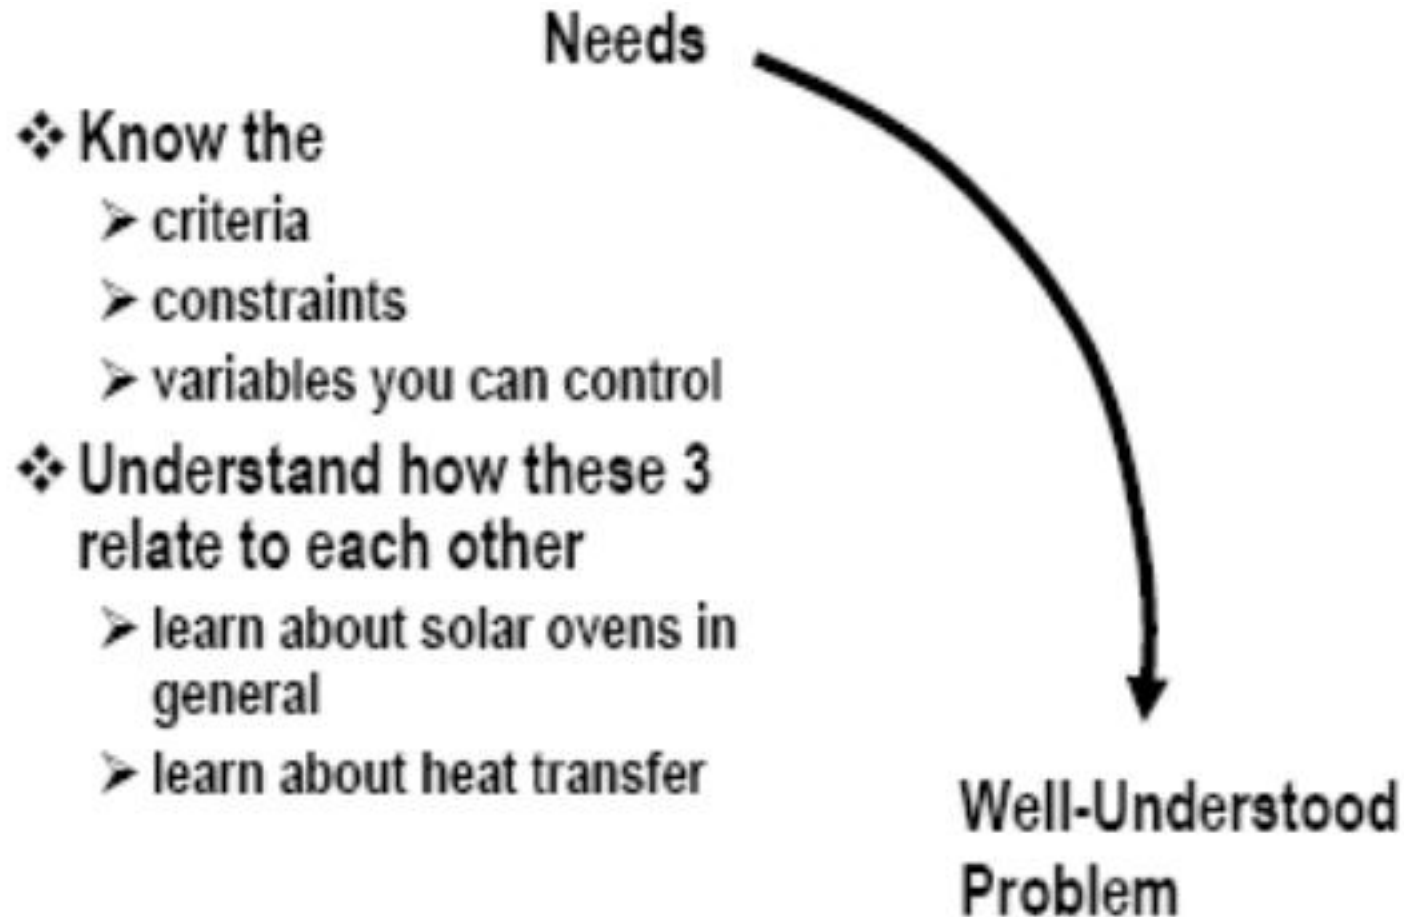 Needs
❖ Know the
➢ criteria
➢ constraints
➢ variables you can control
❖ Understand how these 3
relate to each other
➢ learn about solar ovens in
general
➢ learn about heat transfer
Well-Understood
Problem